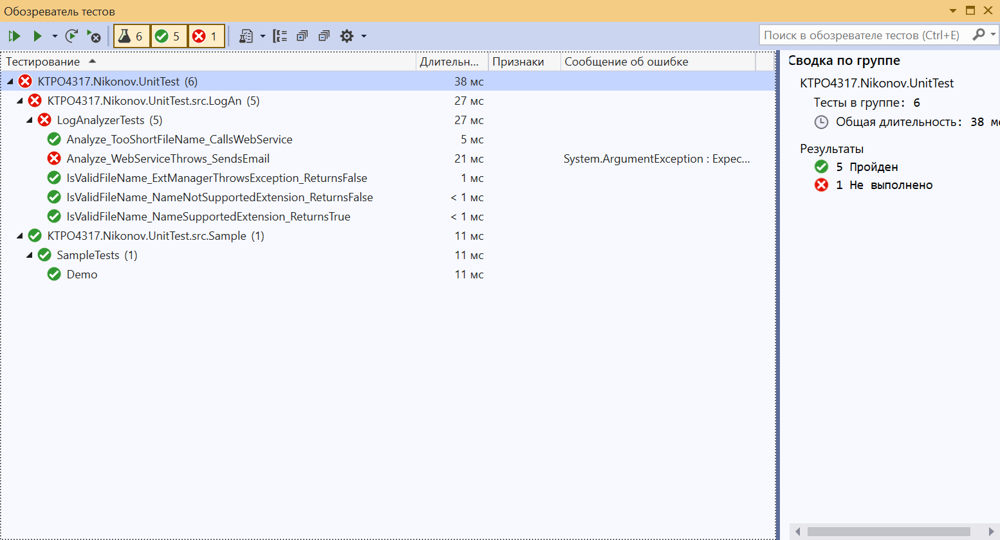 Обозреватель тестов
6 5 1
Поиск в обозревателе тестов (Ctrl+E)
Тестирование Длительн... Признаки Сообщение об ошибке
KTPO4317.Nikonov.UnitTest (6) 38 мс
KTPO4317.Nikonov.UnitTest.src.LogAn (5) 27 мс
LogAnalyzerTests (5) 27 мс
Analyze_TooShortFileName_CallsWebService 5 мс
Analyze_WebServiceThrows_SendsEmail 21 мс System.ArgumentException : Expec...
IsValidFileName_ExtManagerThrowsException_ReturnsFalse 1 мс
IsValidFileName_NameNotSupportedExtension_ReturnsFalse < 1 мс
IsValidFileName_NameSupportedExtension_ReturnsTrue < 1 мс
KTPO4317.Nikonov.UnitTest.src.Sample (1) 11 мс
SampleTests (1) 11 мс
Demo 11 мс
Сводка по группе
KTPO4317.Nikonov.UnitTest
Тесты в группе: 6
Общая длительность: 38 мс
Результаты
5 Пройден
1 Не выполнено